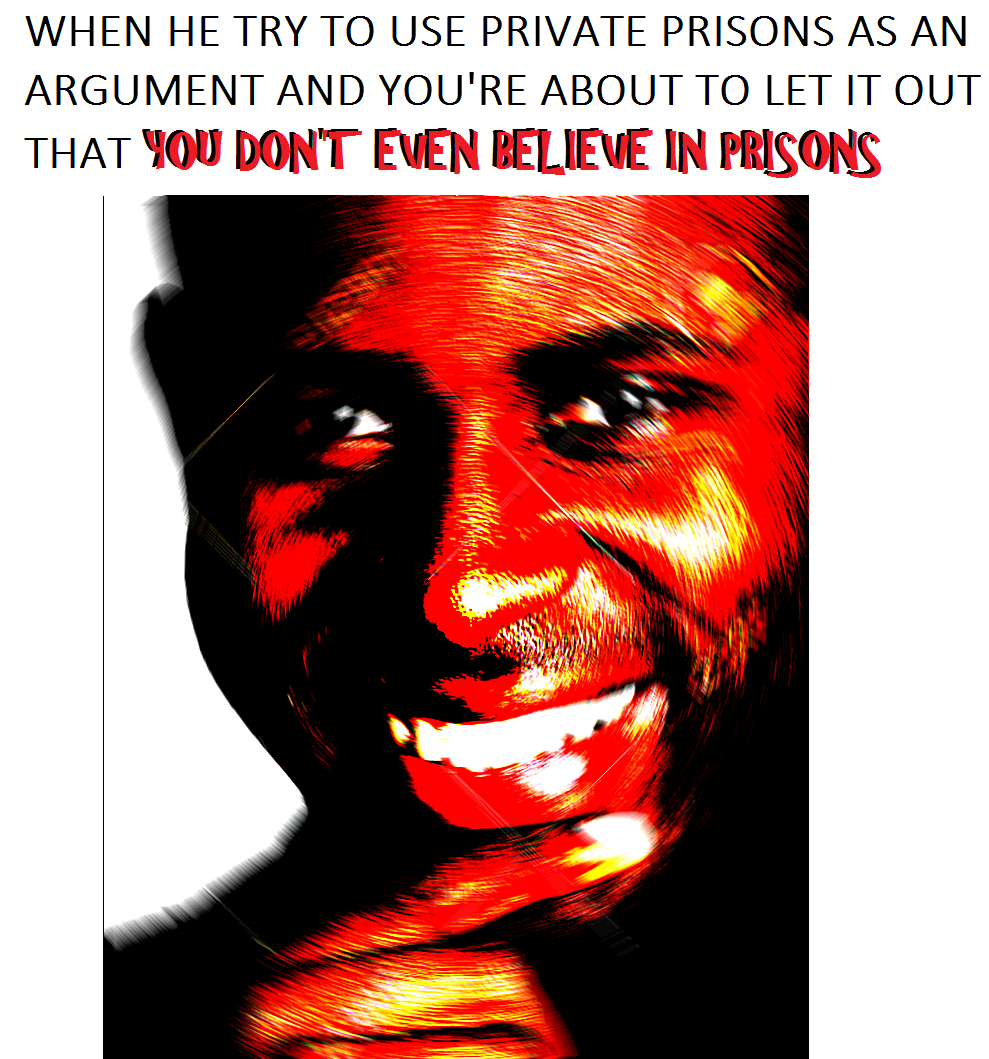 WHEN HE TRY TO USE PRIVATE PRISONS AS AN
ARGUMENT AND YOU'RE ABOUT TO LET IT OUT
THAT YOU DON'T EVEN BELIEVE IN PRISONS